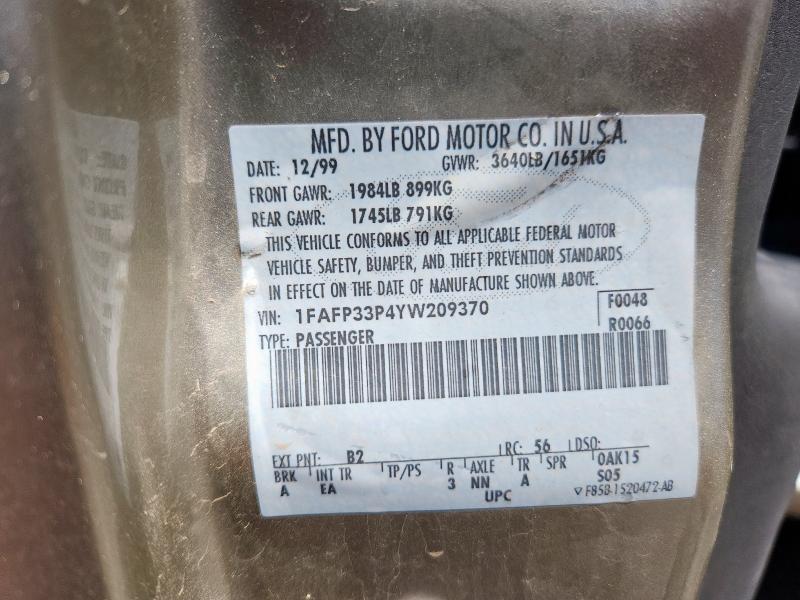 MFD. BY FORD MOTOR CO. IN U.S.A.
DATE: 12/99 GVWR: 3640LB/1651KG
FRONT GAWR: 1984LB 899KG
REAR GAWR: 1745LB 791KG
THIS VEHICLE CONFORMS TO ALL APPLICABLE FEDERAL MOTOR
VEHICLE SAFETY, BUMPER, AND THEFT PREVENTION STANDARDS
IN EFFECT ON THE DATE OF MANUFACTURE SHOWN ABOVE.
VIN: 1FAFP33P4YW209370 F0048
TYPE: PASSENGER R0066
EXT PNT: B2 RC: 56 DSO:
BRK INT TR TP/PS R AXLE TR SPR 0AK15
A EA 3 NN A S05
UPC ▽ F85B-1520472-AB